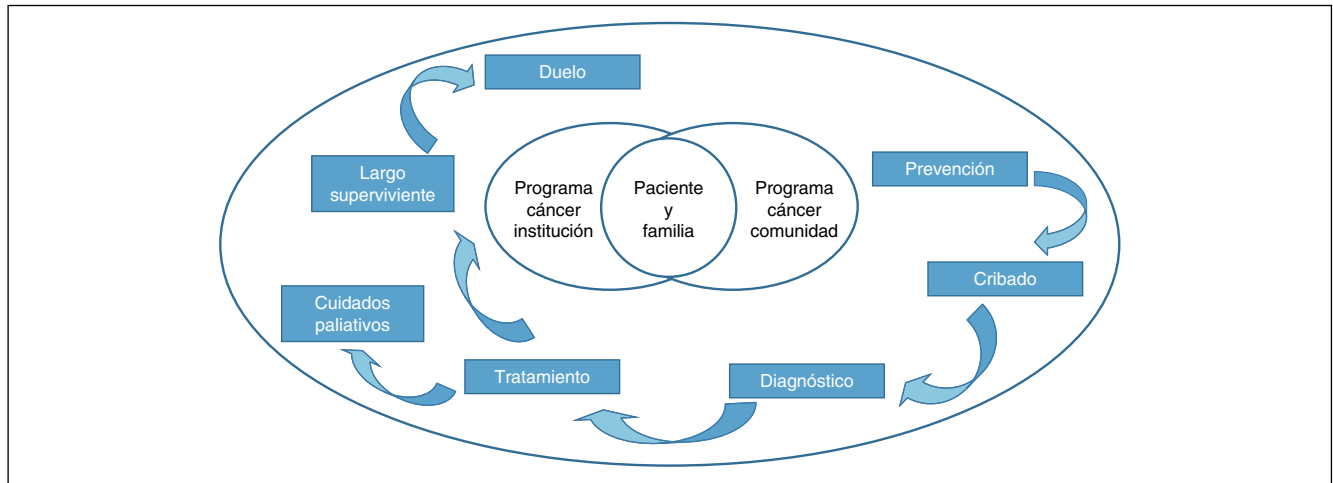 Duelo
Largo
superviviente
Prevención
Programa
cáncer
institución
Paciente
y
familia
Programa
cáncer
comunidad
Cribado
Cuidados
paliativos
Tratamiento
Diagnóstico